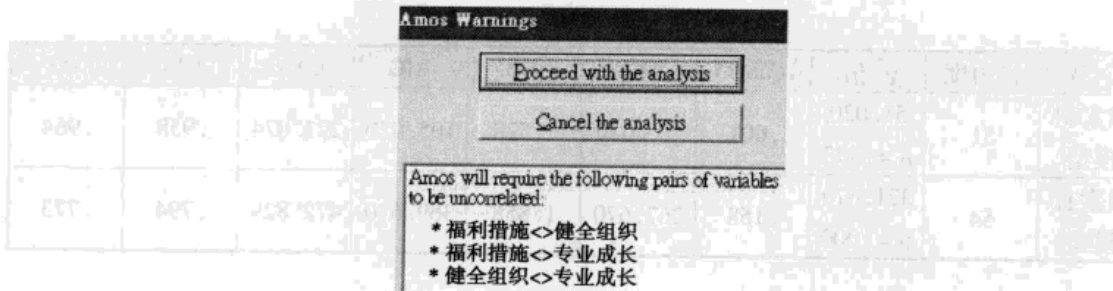 Amos Warnings
Proceed with the analysis
Cancel the analysis
Amos will require the following pairs of variables
to be uncorrelated:
* 福利措施<>健全组织
* 福利措施<>专业成长
* 健全组织<>专业成长